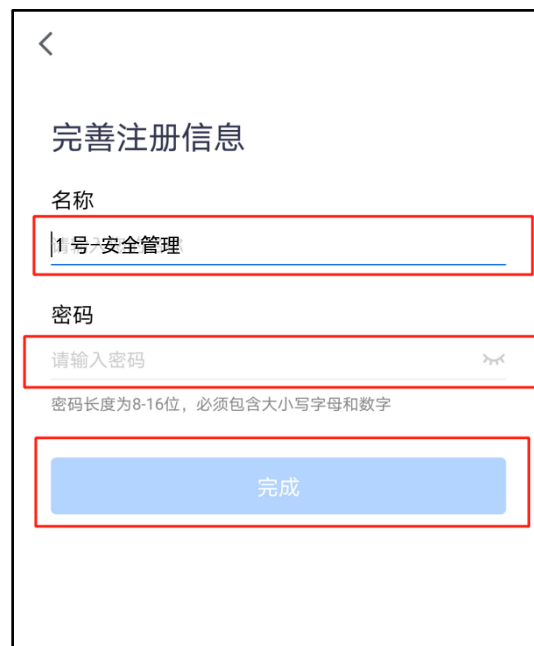 完善注册信息
名称
1 号-安全管理
密码
请输入密码
密码长度为8-16位，必须包含大小写字母和数字
完成